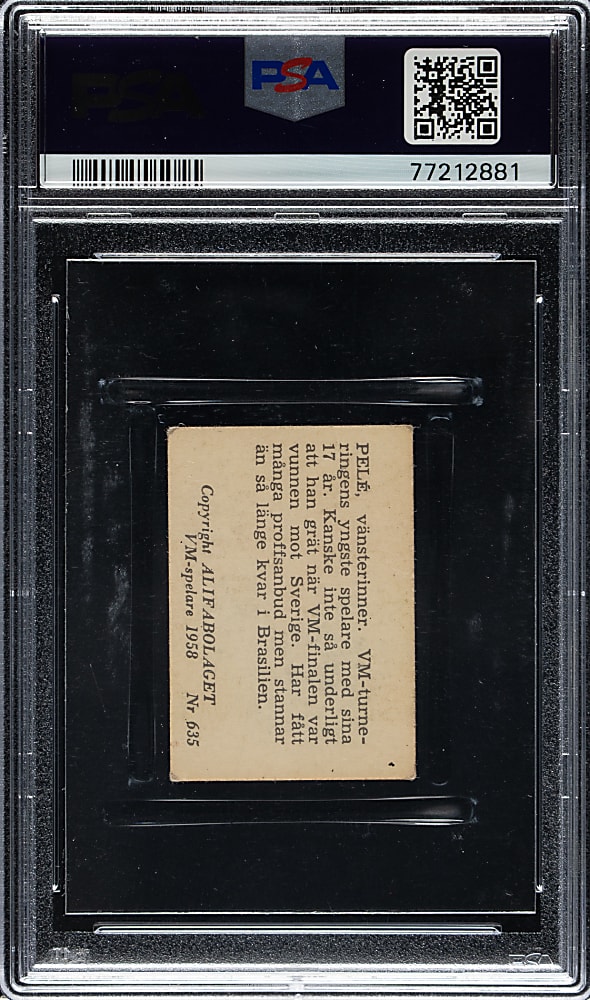 PSA
77212881
PELÉ, vänsterinner. VM-turne-
ringens yngste spelare med sina
17 år. Kanske inte så underligt
att han grät när VM-finalen var
vunnen mot Sverige. Har fått
många proffsanbud men stannar
än så länge kvar i Brasilien.
Copyright ALIFABOLAGET
VM-spelare 1958 Nr 635
PSA